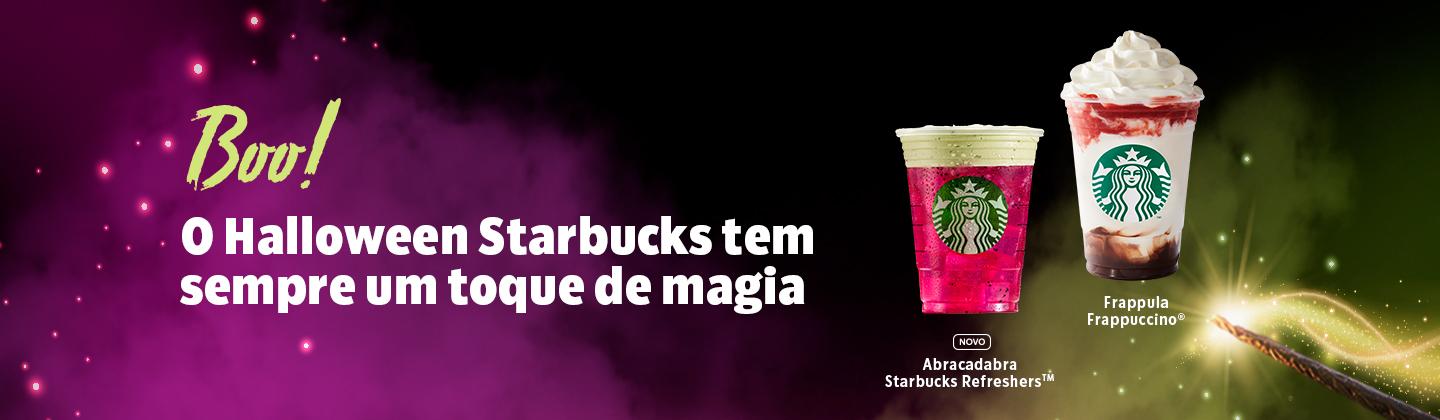 Boo!
O Halloween Starbucks tem
sempre um toque de magia
NOVO
Abracadabra
Starbucks Refreshers™
Frappula
Frappuccino®